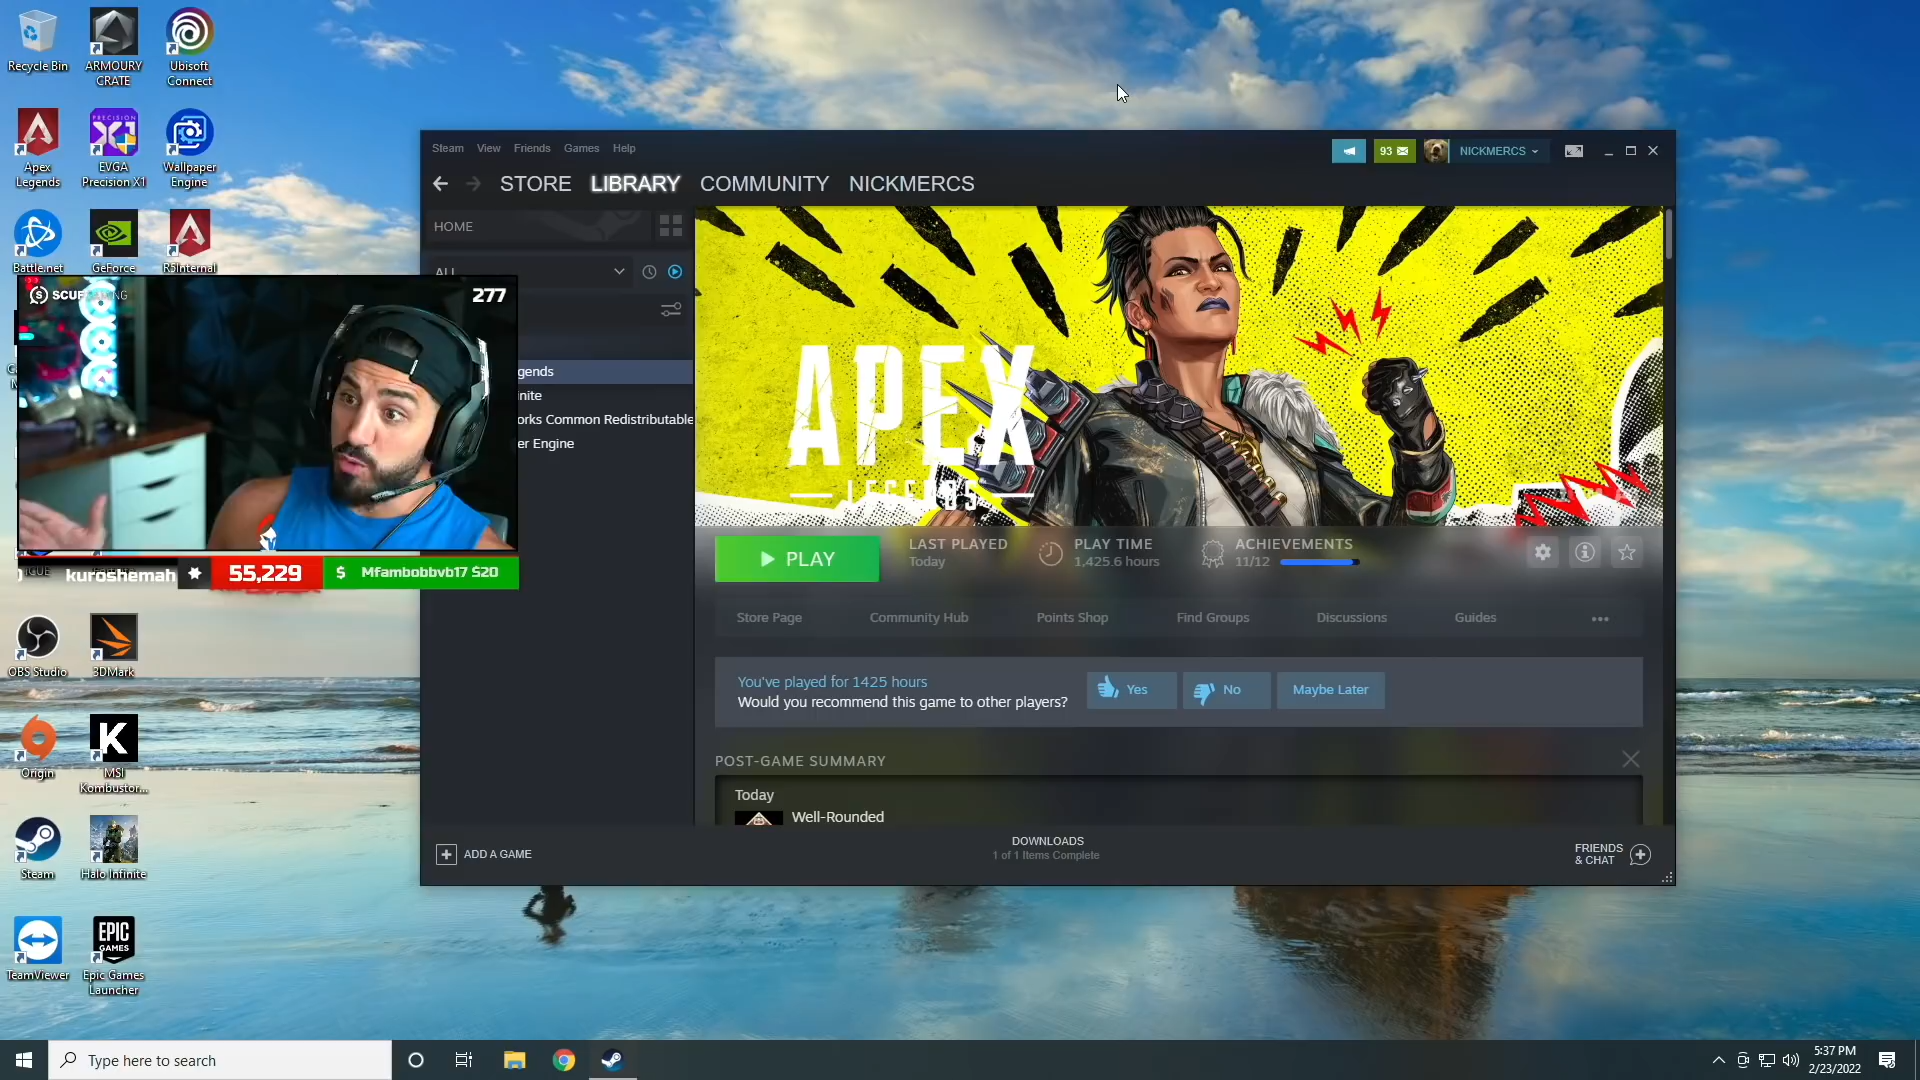 Recycle Bin
ARMOURY
CRATE
Ubisoft
Connect
Apex
Legends
EVGA
Precision X1
Wallpaper
Engine
Battle.net
GeForce
R5Internal
SCUF GAMING
277
kuroshemah
55,229
$ Mfambobbvb17 $20
OBS Studio
3DMark
Origin
MSI
Kombustor...
Steam
Halo Infinite
TeamViewer
Epic Games
Launcher
EPIC
GAMES
Steam View Friends Games Help
93
NICKMERCS
STORE LIBRARY COMMUNITY NICKMERCS
HOME
ALL
gends
nite
orks Common Redistributable
er Engine
APEX
LEGENDS
PLAY
LAST PLAYED
Today
PLAY TIME
1,425.6 hours
ACHIEVEMENTS
11/12
Store Page Community Hub Points Shop Find Groups Discussions Guides
You've played for 1425 hours
Would you recommend this game to other players?
Yes
No
Maybe Later
POST-GAME SUMMARY
Today
Well-Rounded
ADD A GAME
DOWNLOADS
1 of 1 Items Complete
FRIENDS
& CHAT
Type here to search
5:37 PM
2/23/2022